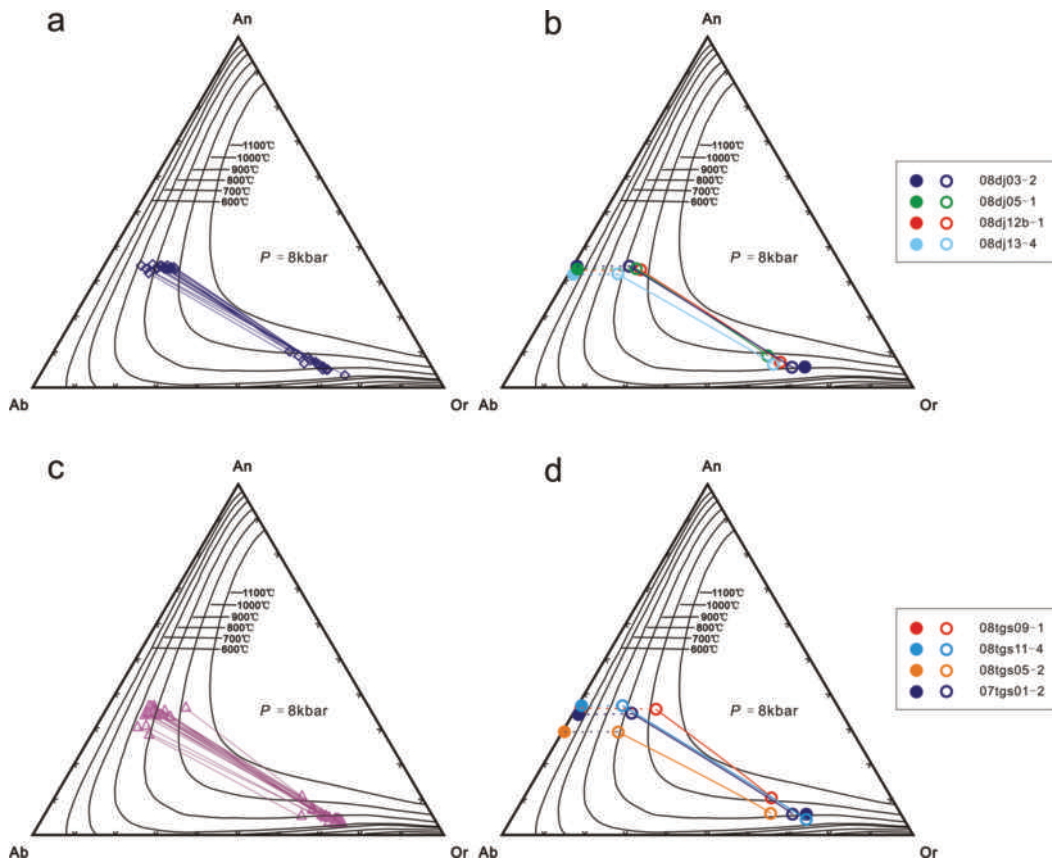 a
An
1100℃
1000℃
900℃
800℃
700℃
600℃
P = 8kbar
Ab
Or
b
An
1100℃
1000℃
900℃
800℃
700℃
600℃
P = 8kbar
Ab
Or
08dj03-2
08dj05-1
08dj12b-1
08dj13-4
c
An
1100℃
1000℃
900℃
800℃
700℃
600℃
P = 8kbar
Ab
Or
d
An
1100℃
1000℃
900℃
800℃
700℃
600℃
P = 8kbar
Ab
Or
08tgs09-1
08tgs11-4
08tgs05-2
07tgs01-2